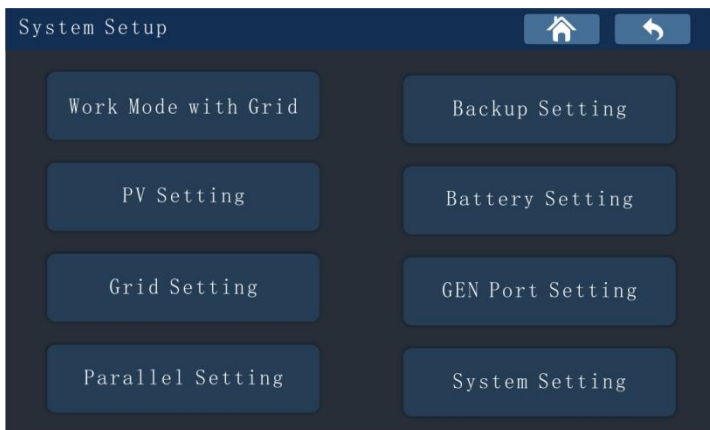 System Setup
Work Mode with Grid
Backup Setting
PV Setting
Battery Setting
Grid Setting
GEN Port Setting
Parallel Setting
System Setting